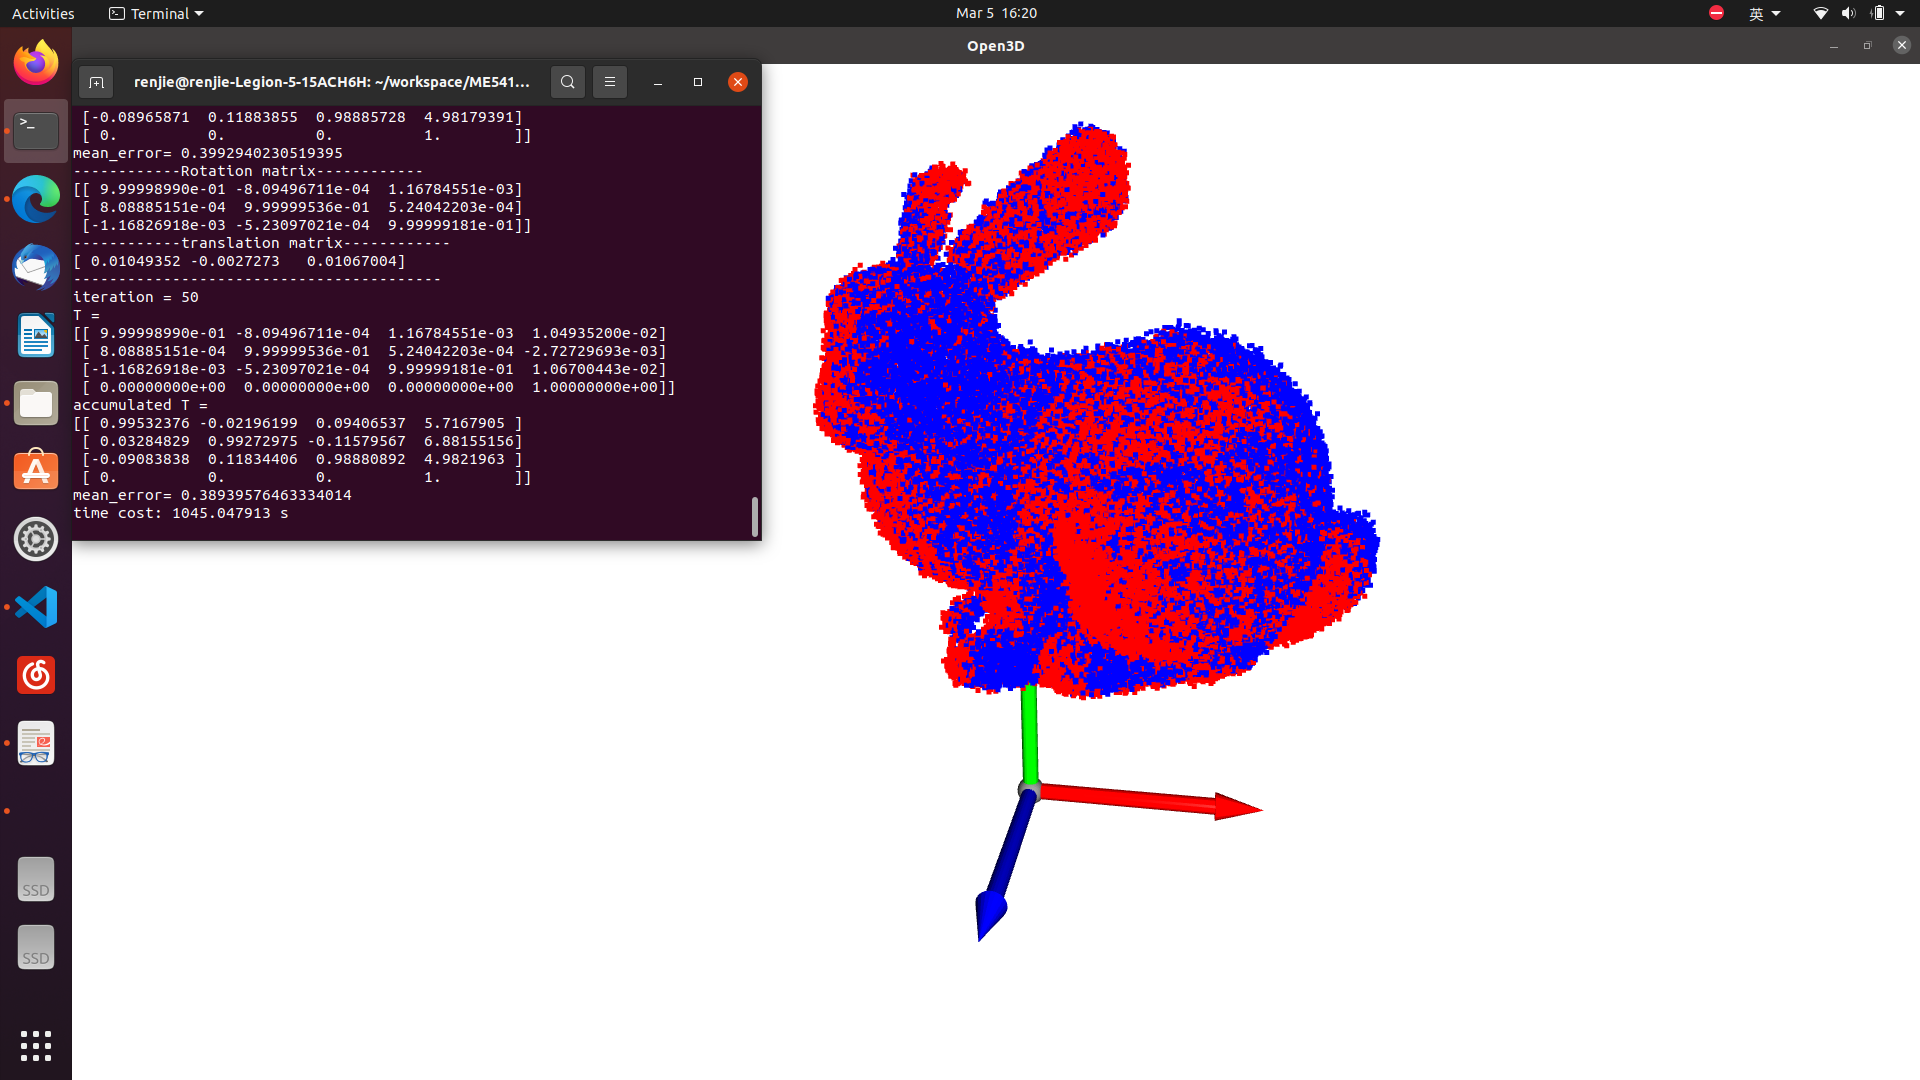 Activities
Terminal
Mar 5 16:20
英
Open3D
renjie@renjie-Legion-5-15ACH6H: ~/workspace/ME541...
[-0.08965871 0.11883855 0.98885728 4.98179391]
[ 0. 0. 0. 1. ]]
mean_error= 0.3992940230519395
------------Rotation matrix------------
[[ 9.99998990e-01 -8.09496711e-04 1.16784551e-03]
[ 8.08885151e-04 9.99999536e-01 5.24042203e-04]
[-1.16826918e-03 -5.23097021e-04 9.99999181e-01]]
------------translation matrix------------
[ 0.01049352 -0.0027273 0.01067004]
-----------------------------------------
iteration = 50
T =
[[ 9.99998990e-01 -8.09496711e-04 1.16784551e-03 1.04935200e-02]
[ 8.08885151e-04 9.99999536e-01 5.24042203e-04 -2.72729693e-03]
[-1.16826918e-03 -5.23097021e-04 9.99999181e-01 1.06700443e-02]
[ 0.00000000e+00 0.00000000e+00 0.00000000e+00 1.00000000e+00]]
accumulated T =
[[ 0.99532376 -0.02196199 0.09406537 5.7167905 ]
[ 0.03284829 0.99272975 -0.11579567 6.88155156]
[-0.09083838 0.11834406 0.98880892 4.9821963 ]
[ 0. 0. 0. 1. ]]
mean_error= 0.38939576463334014
time cost: 1045.047913 s
SSD
SSD